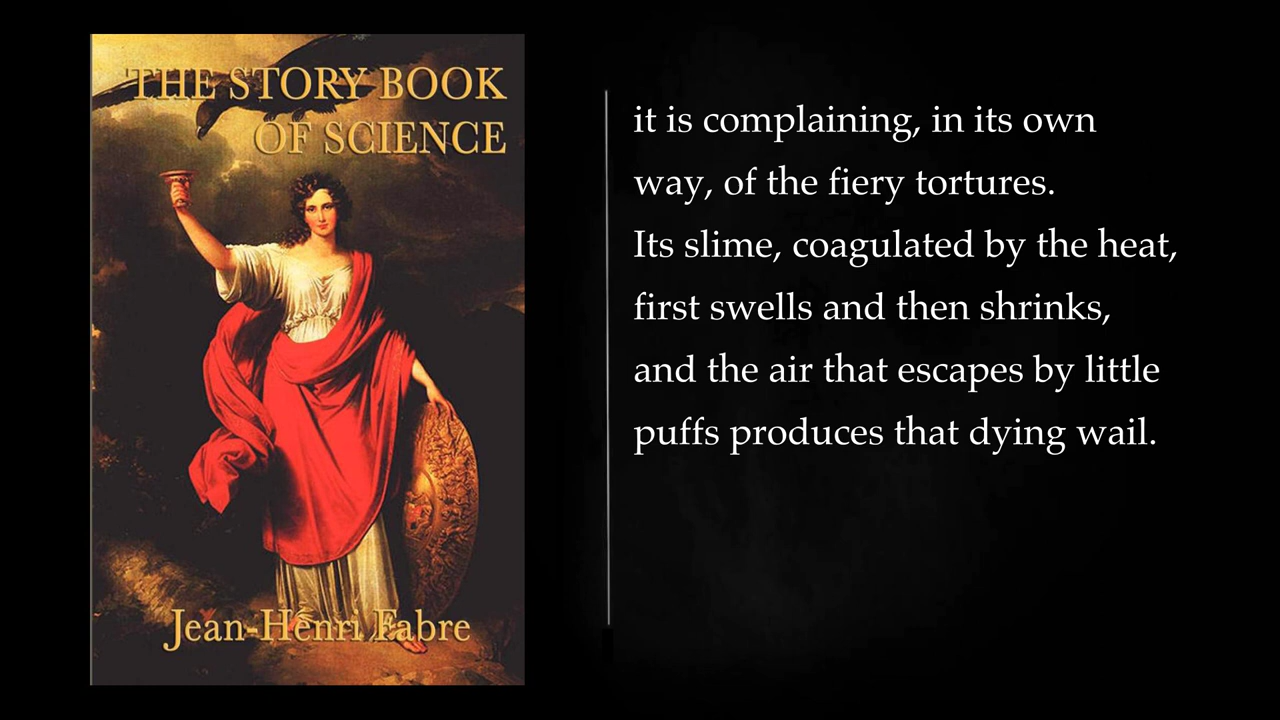 THE STORY BOOK
OF SCIENCE
Jean-Henri Fabre
it is complaining, in its own
way, of the fiery tortures.
Its slime, coagulated by the heat,
first swells and then shrinks,
and the air that escapes by little
puffs produces that dying wail.